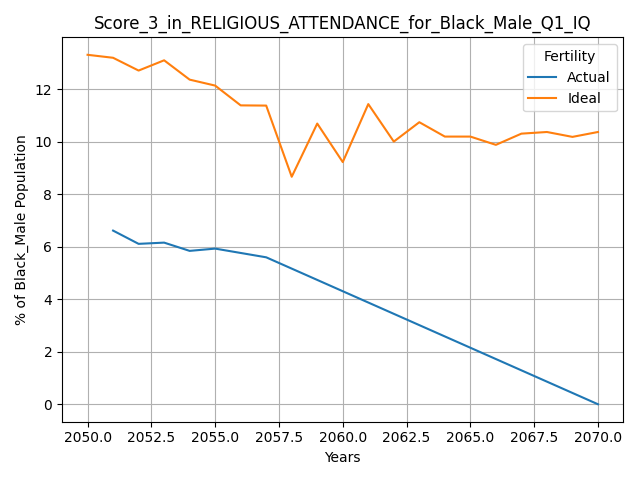 Score_3_in_RELIGIOUS_ATTENDANCE_for_Black_Male_Q1_IQ
Fertility
Actual
Ideal
% of Black_Male Population
12
10
8
6
4
2
0
2050.0 2052.5 2055.0 2057.5 2060.0 2062.5 2065.0 2067.5 2070.0
Years